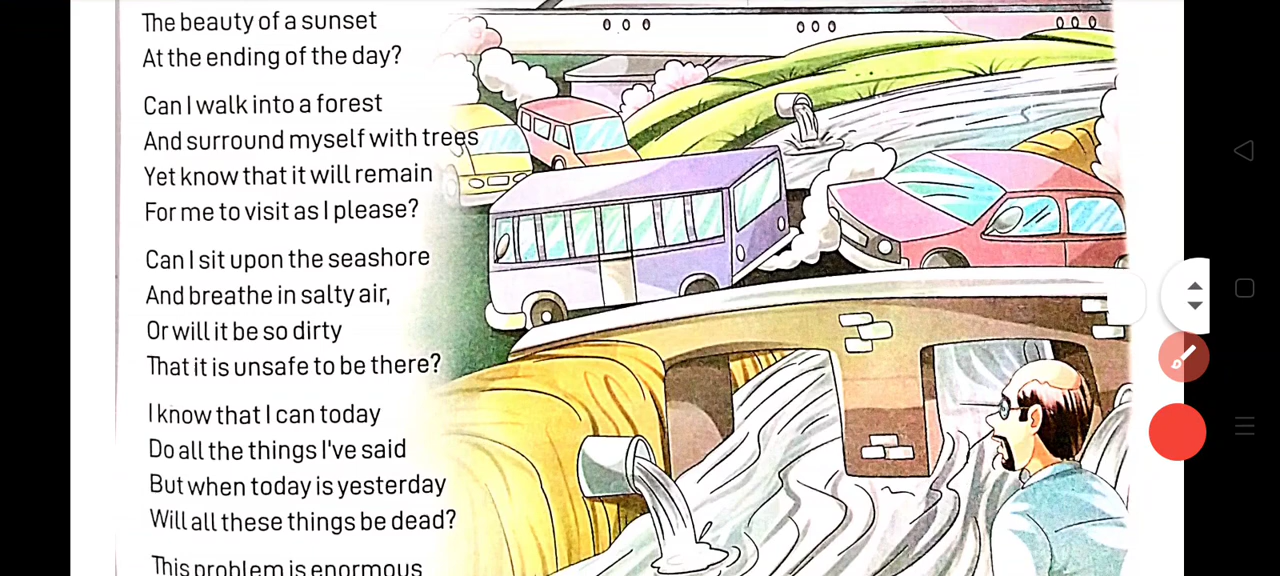 The beauty of a sunset
At the ending of the day?
Can I walk into a forest
And surround myself with trees
Yet know that it will remain
For me to visit as I please?
Can I sit upon the seashore
And breathe in salty air,
Or will it be so dirty
That it is unsafe to be there?
I know that I can today
Do all the things I've said
But when today is yesterday
Will all these things be dead?
This problem is enormous